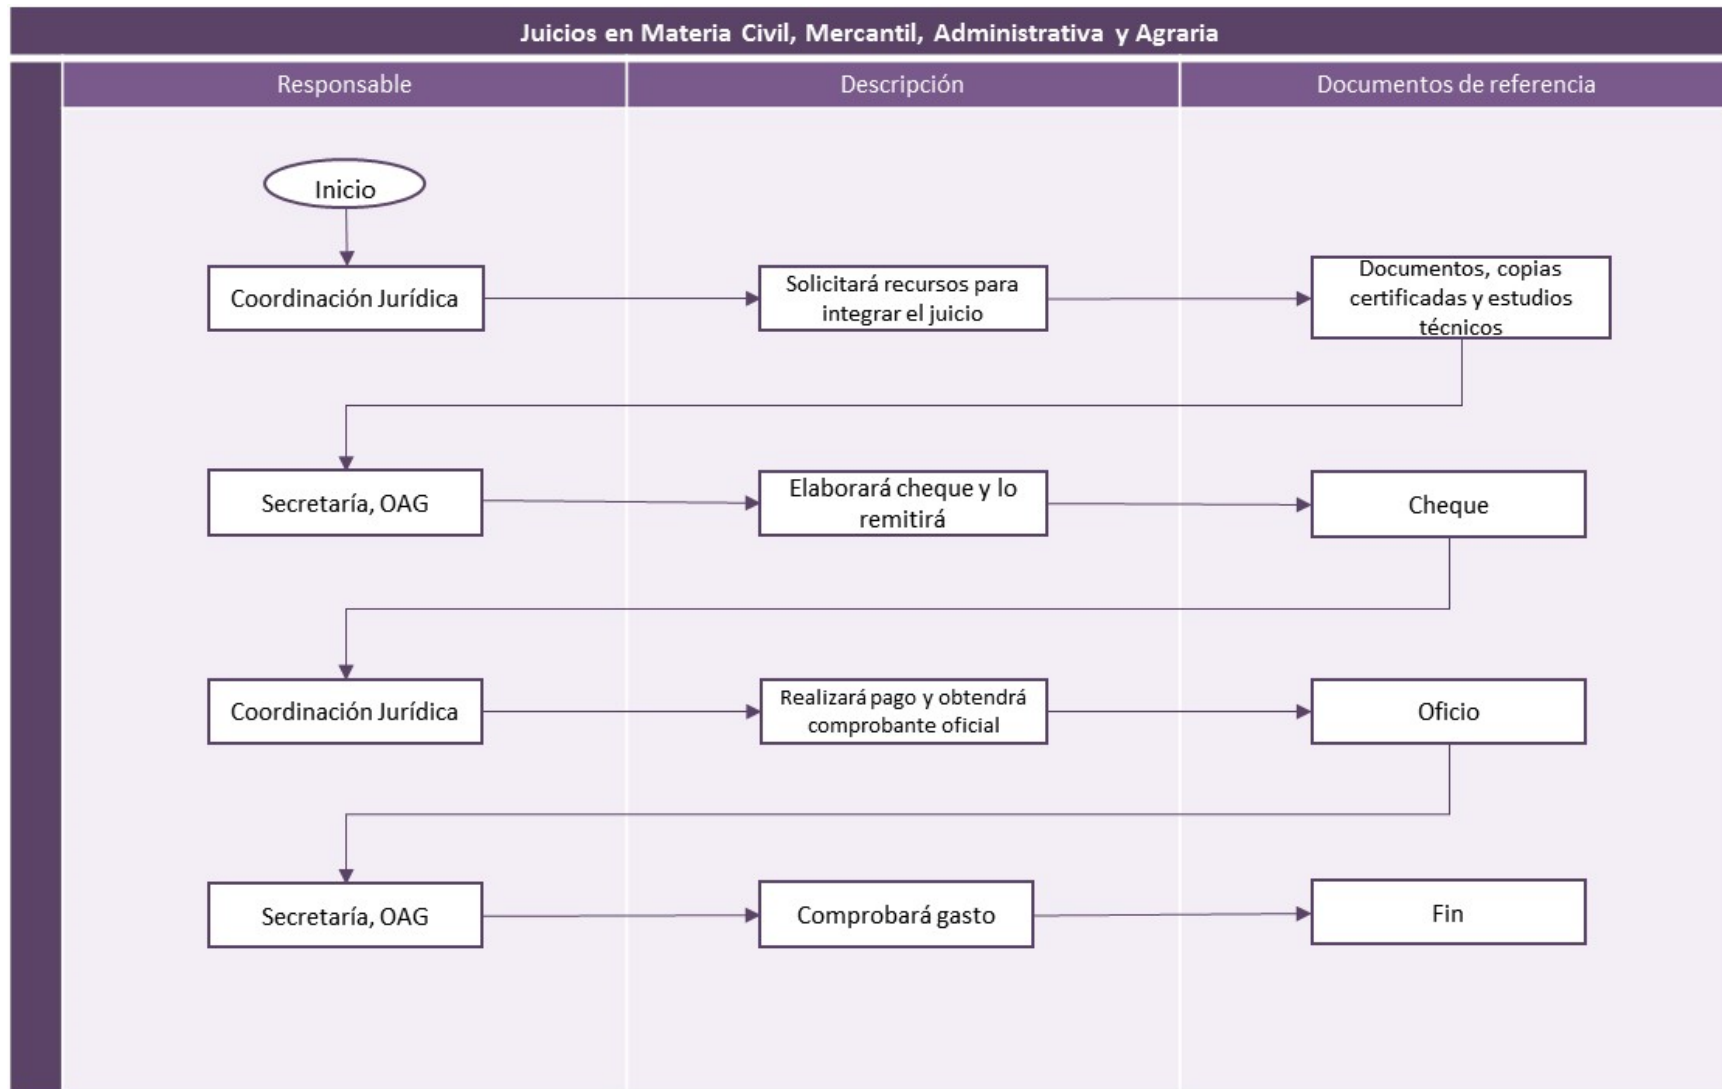 Juicios en Materia Civil, Mercantil, Administrativa y Agraria
Responsable
Descripción
Documentos de referencia
Inicio
Coordinación Jurídica
Solicitará recursos para
integrar el juicio
Documentos, copias
certificadas y estudios
técnicos
Secretaría, OAG
Elaborará cheque y lo
remitirá
Cheque
Coordinación Jurídica
Realizará pago y obtendrá
comprobante oficial
Oficio
Secretaría, OAG
Comprobará gasto
Fin